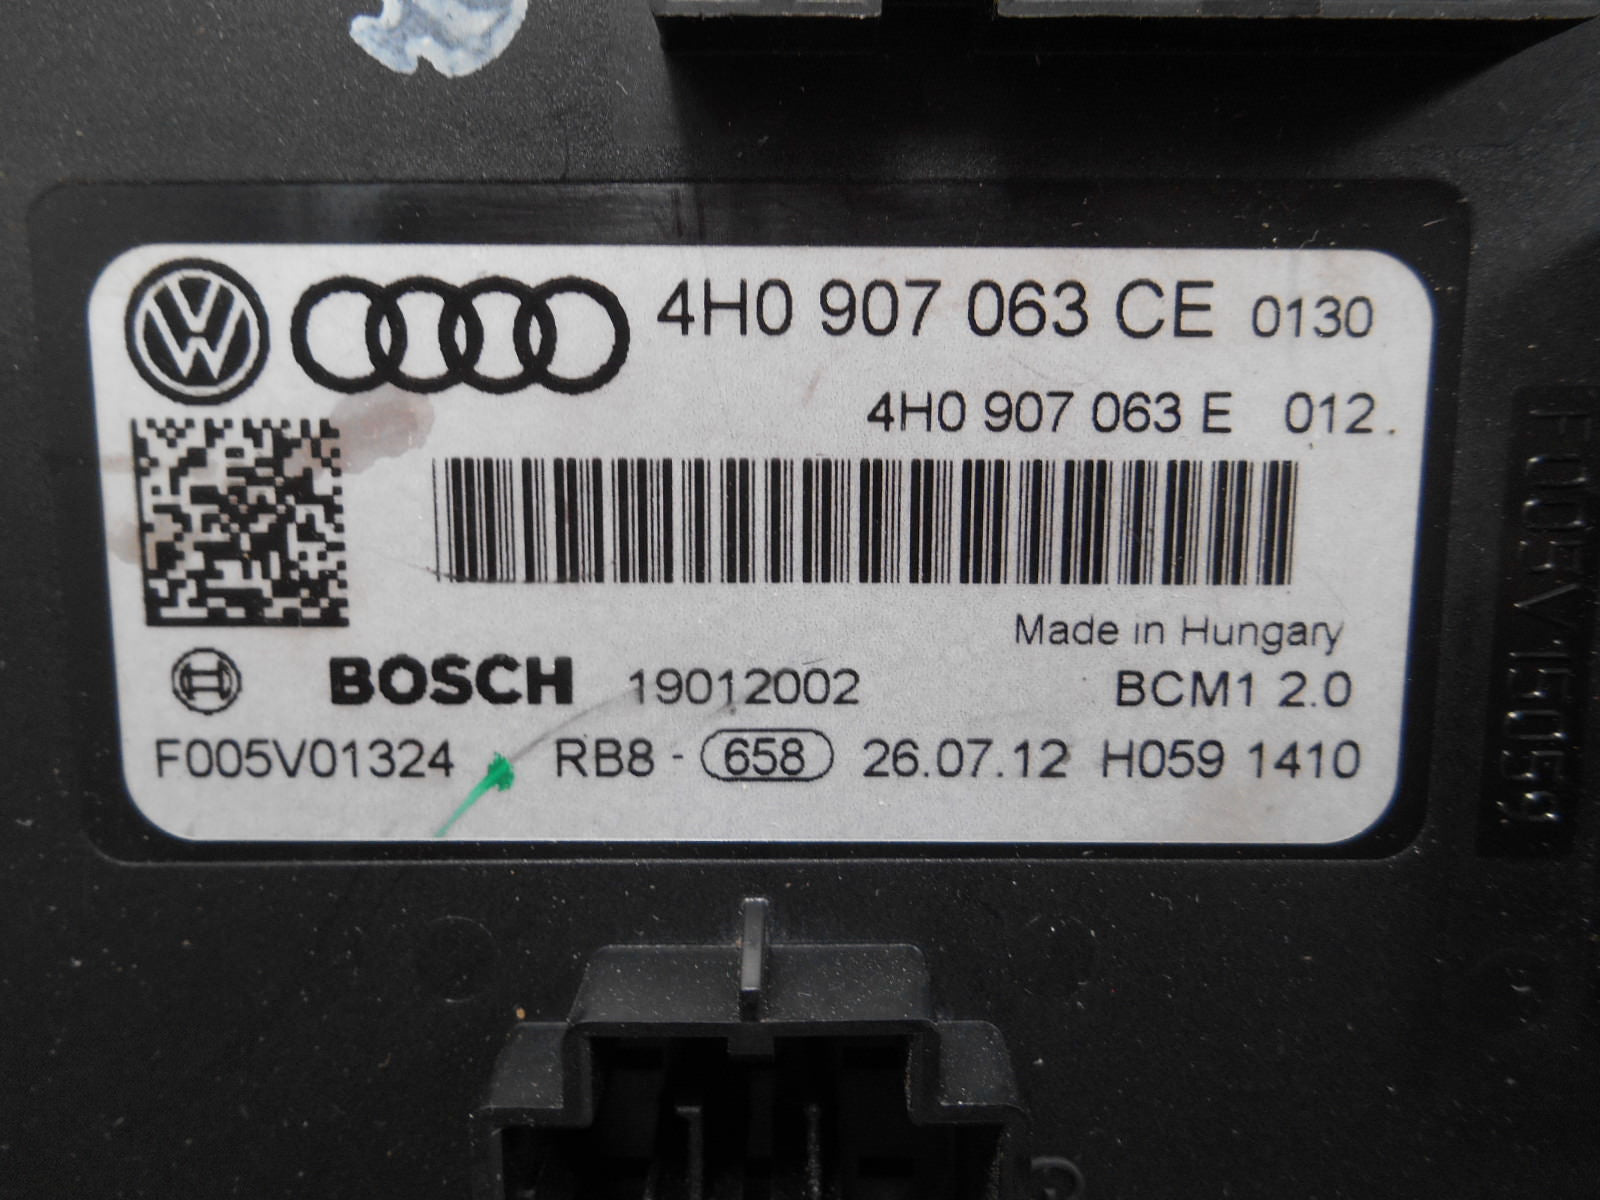 4H0 907 063 CE 0130
4H0 907 063 E 012.
Made in Hungary
BOSCH 19012002 BCM1 2.0
F005V01324 RB8 - 658 26.07.12 H059 1410
F005V15059